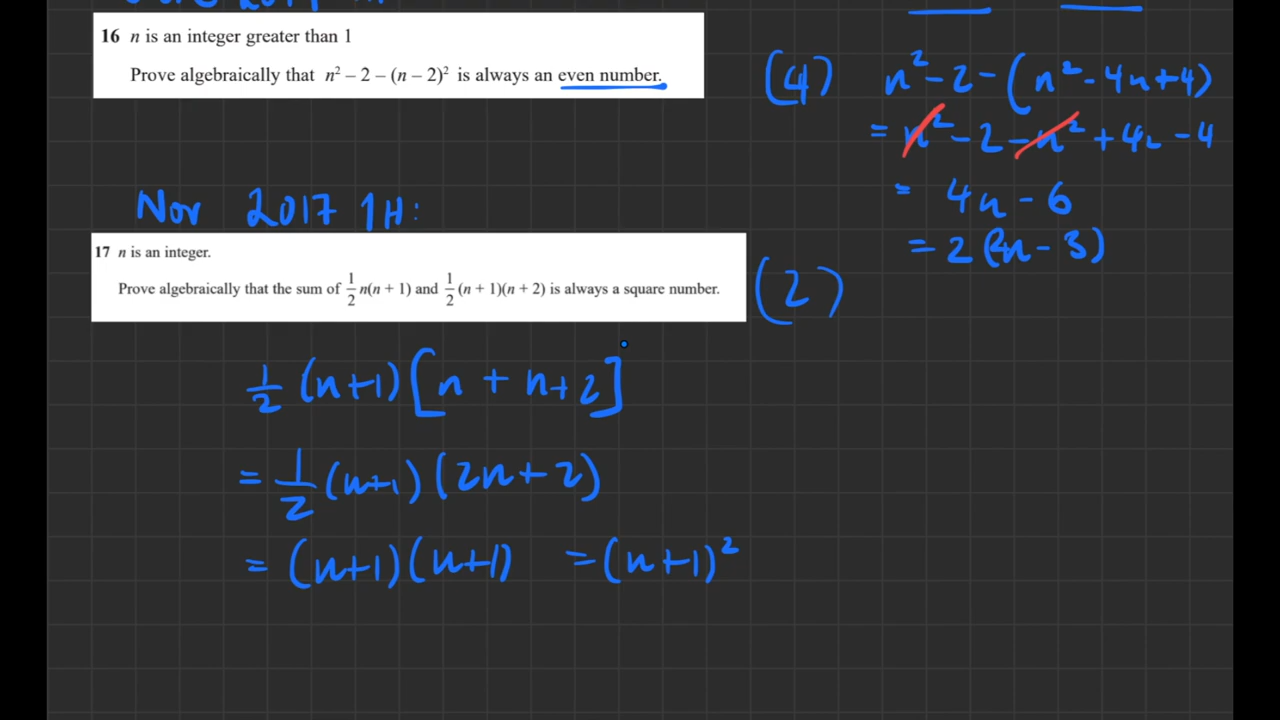 16 n is an integer greater than 1
Prove algebraically that n² – 2 – (n – 2)² is always an even number.
(4)
n² - 2 - (n² - 4n + 4)
= n² - 2 - n² + 4n - 4
= 4n - 6
= 2(2n - 3)
Nov 2017 1H:
17 n is an integer.
Prove algebraically that the sum of 1/2 n(n + 1) and 1/2 (n + 1)(n + 2) is always a square number.
(2)
1/2 (n+1)[n + n+2]
= 1/2 (n+1)(2n+2)
= (n+1)(n+1) = (n+1)²